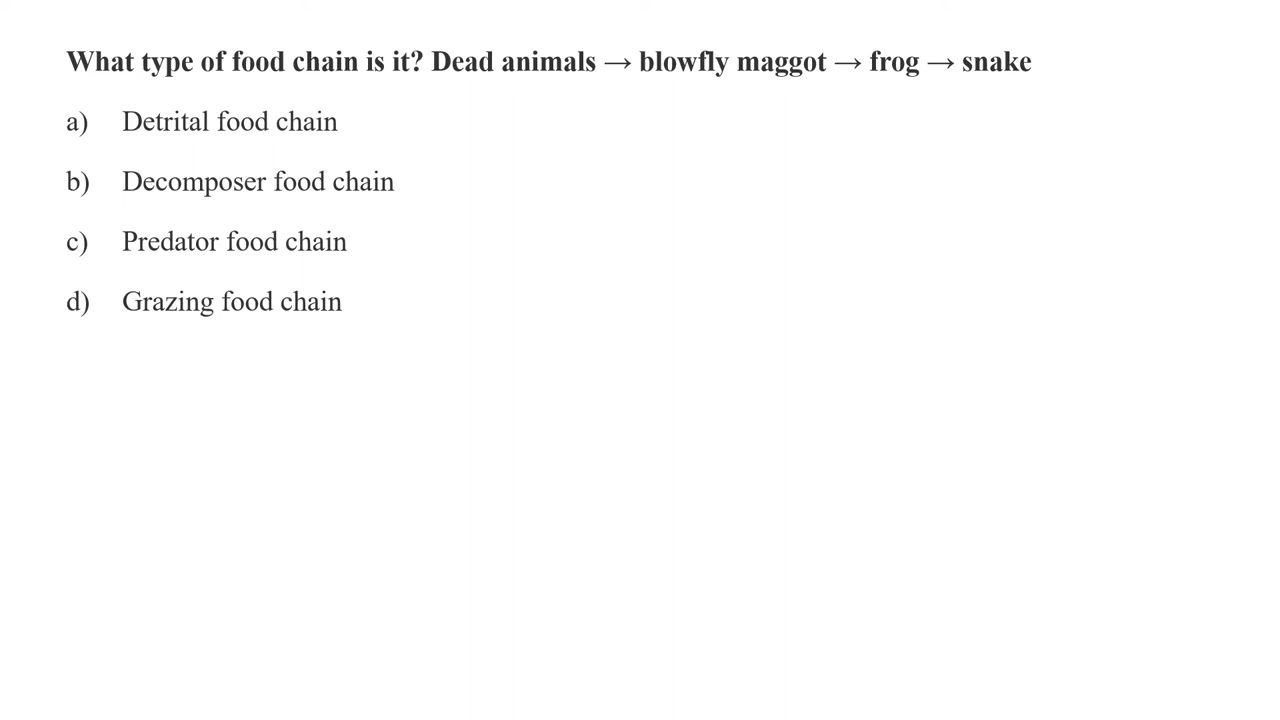 What type of food chain is it? Dead animals → blowfly maggot → frog → snake
a) Detrital food chain
b) Decomposer food chain
c) Predator food chain
d) Grazing food chain